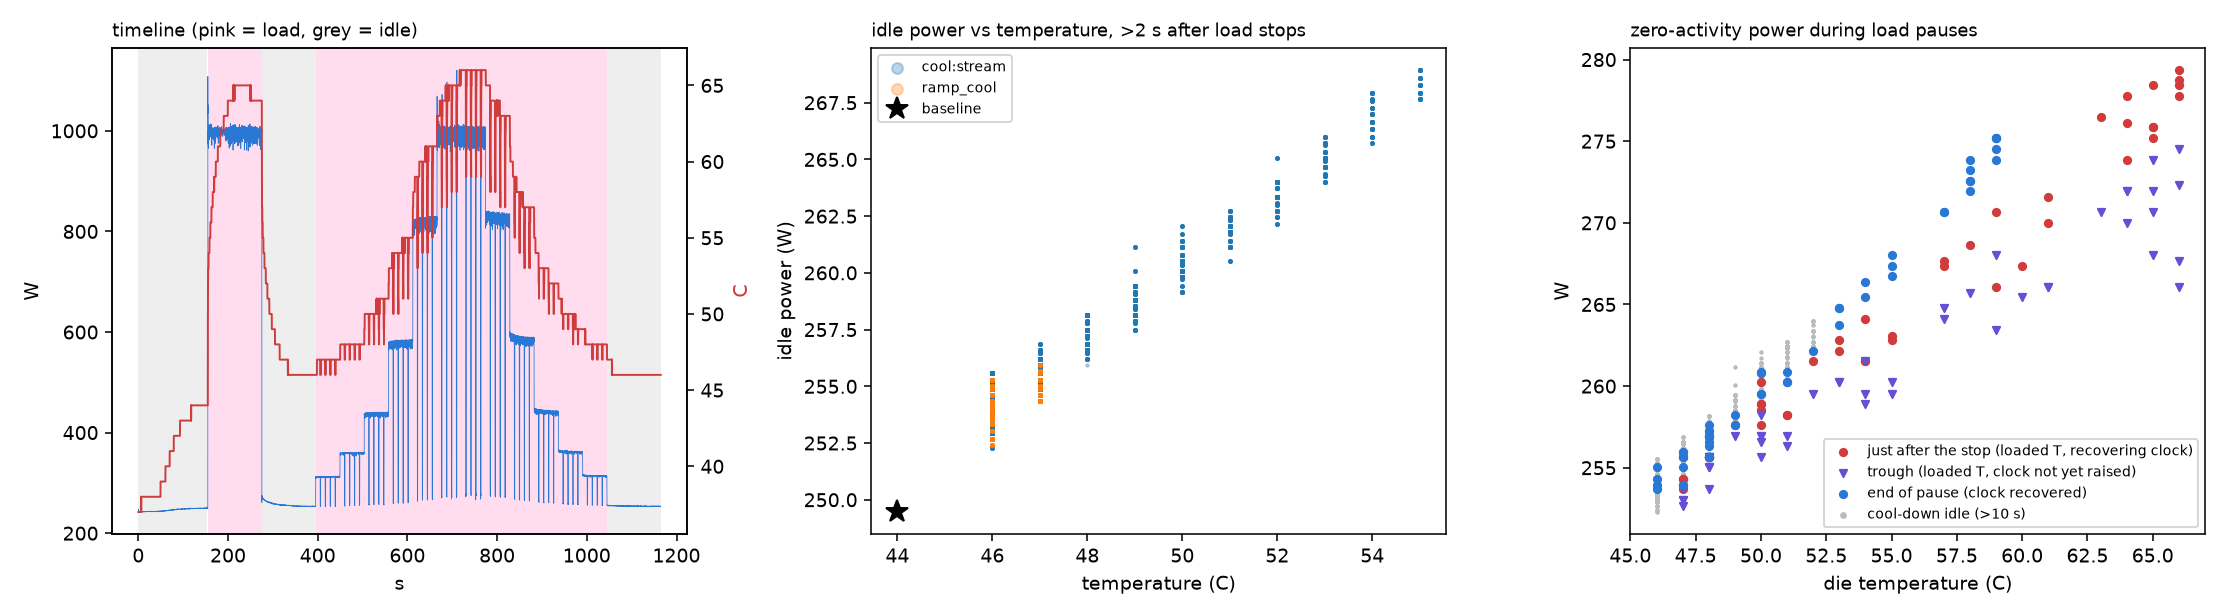 timeline (pink = load, grey = idle)
W
1000
800
600
400
200
0
200
400
600
800
1000
1200
s
65
60
55
50
45
40
C
idle power vs temperature, >2 s after load stops
cool:stream
ramp_cool
baseline
idle power (W)
267.5
265.0
262.5
260.0
257.5
255.0
252.5
250.0
44
46
48
50
52
54
temperature (C)
zero-activity power during load pauses
W
280
275
270
265
260
255
just after the stop (loaded T, recovering clock)
trough (loaded T, clock not yet raised)
end of pause (clock recovered)
cool-down idle (>10 s)
45.0
47.5
50.0
52.5
55.0
57.5
60.0
62.5
65.0
die temperature (C)